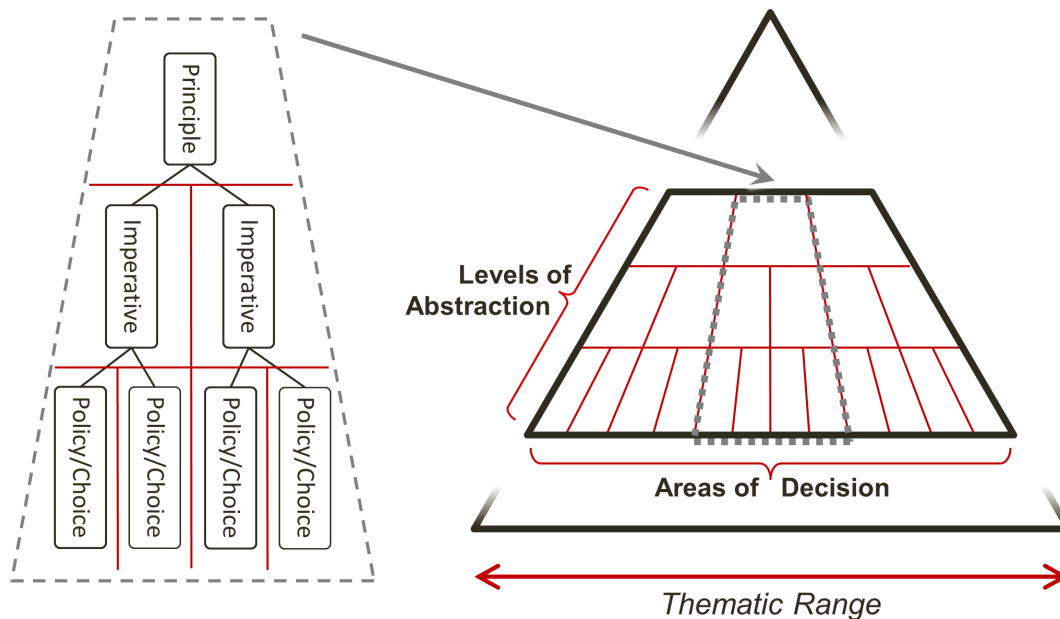 Principle
Imperative
Imperative
Policy/Choice
Policy/Choice
Policy/Choice
Policy/Choice
Levels of
Abstraction
Areas of Decision
Thematic Range